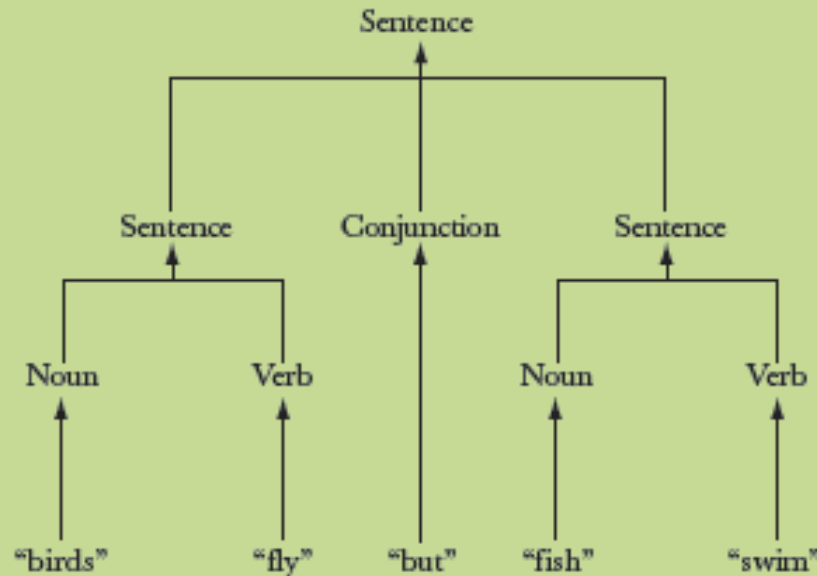 Sentence
Sentence Conjunction Sentence
Noun Verb Noun Verb
“birds” “fly” “but” “fish” “swim”